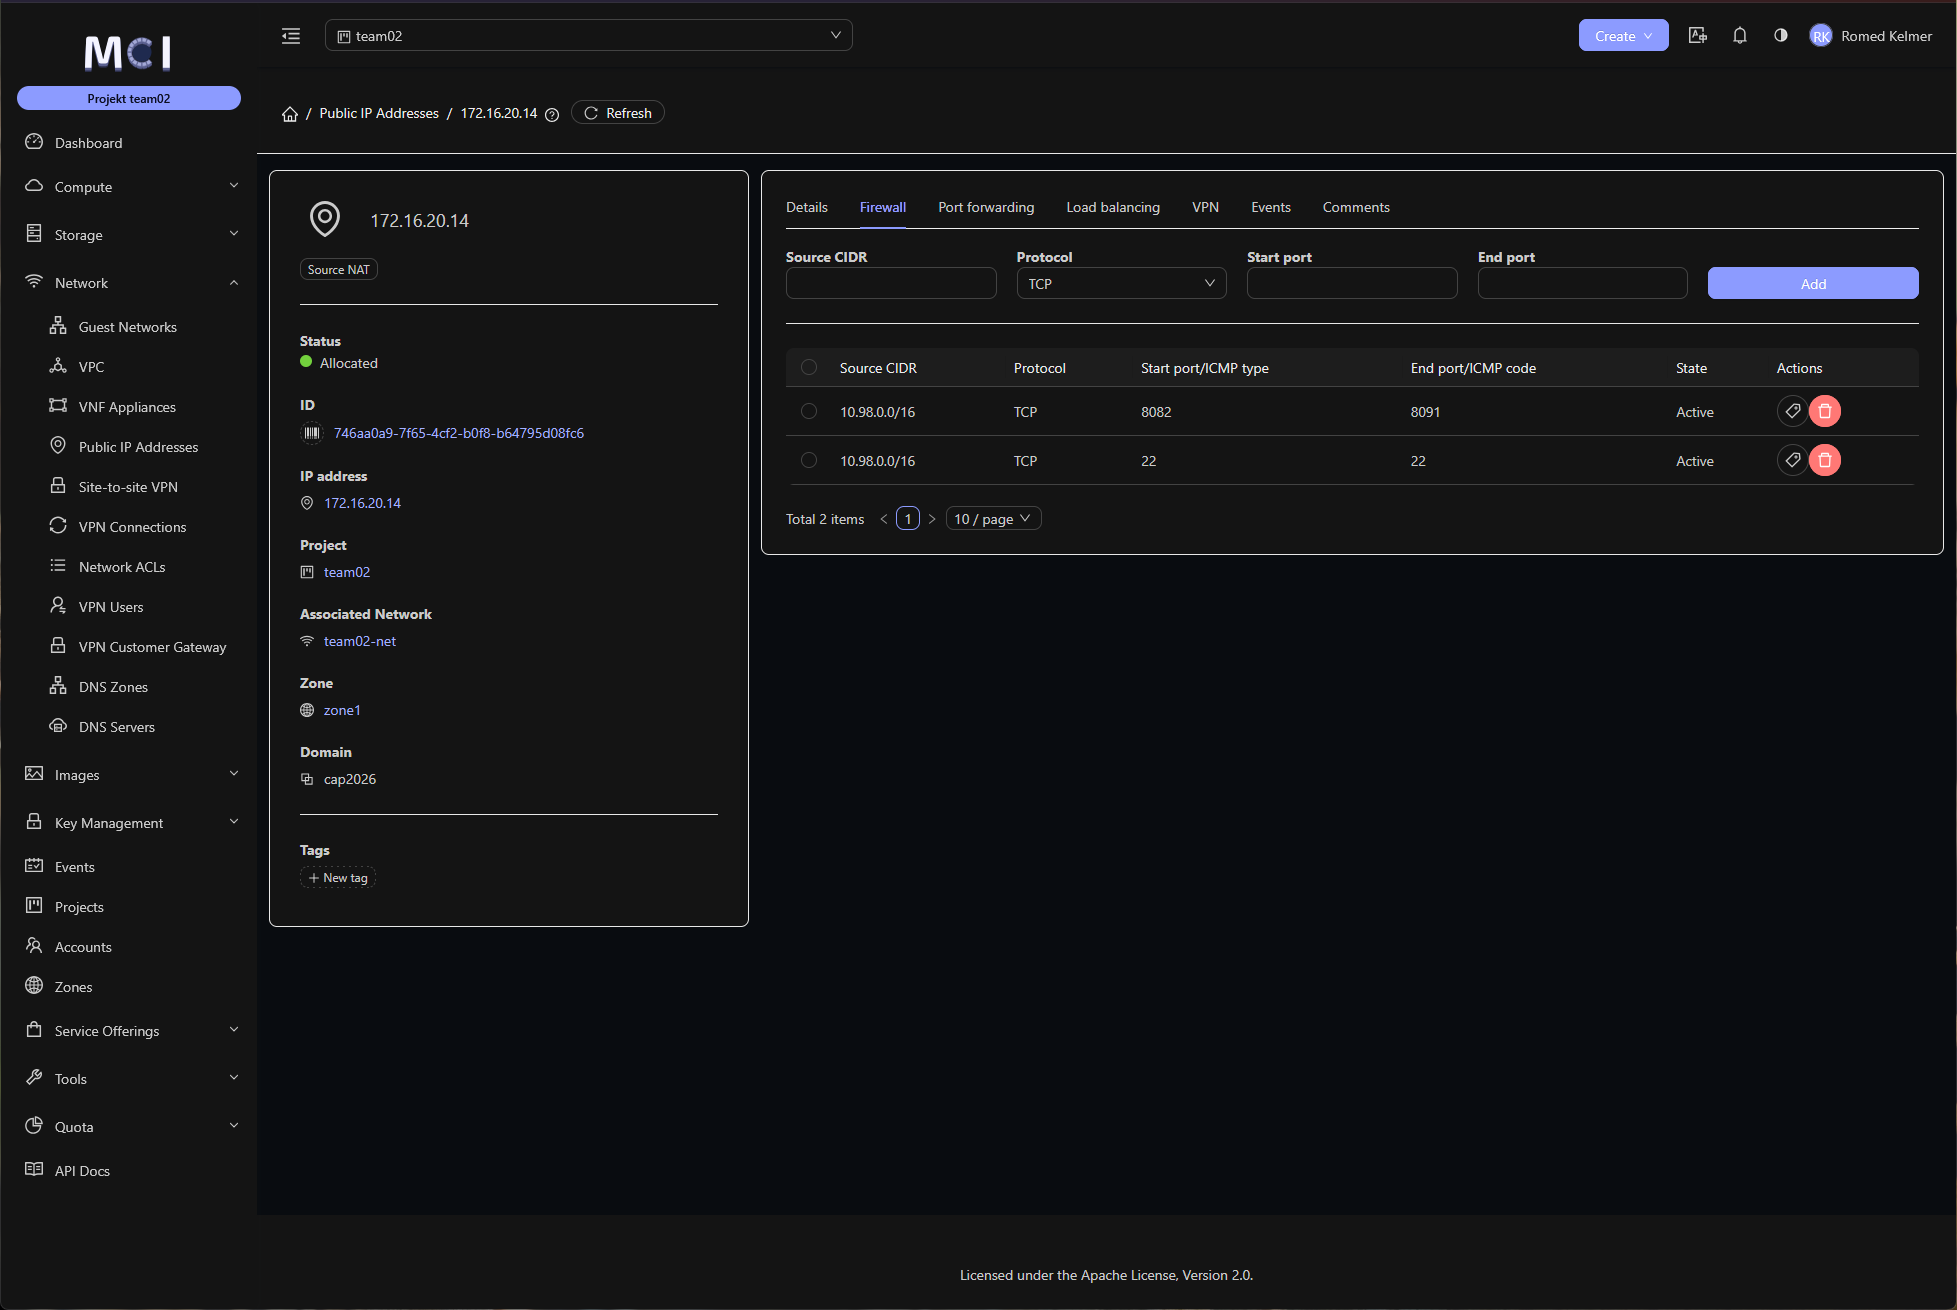 MCI
Projekt team02
Dashboard
Compute
Storage
Network
Guest Networks
VPC
VNF Appliances
Public IP Addresses
Site-to-site VPN
VPN Connections
Network ACLs
VPN Users
VPN Customer Gateway
DNS Zones
DNS Servers
Images
Key Management
Events
Projects
Accounts
Zones
Service Offerings
Tools
Quota
API Docs
team02
Create
RK Romed Kelmer
/ Public IP Addresses / 172.16.20.14 Refresh
172.16.20.14
Source NAT
Status
Allocated
ID
746aa0a9-7f65-4cf2-b0f8-b64795d08fc6
IP address
172.16.20.14
Project
team02
Associated Network
team02-net
Zone
zone1
Domain
cap2026
Tags
+ New tag
Details Firewall Port forwarding Load balancing VPN Events Comments
Source CIDR Protocol Start port End port
TCP Add
Source CIDR Protocol Start port/ICMP type End port/ICMP code State Actions
10.98.0.0/16 TCP 8082 8091 Active
10.98.0.0/16 TCP 22 22 Active
Total 2 items < 1 > 10 / page
Licensed under the Apache License, Version 2.0.